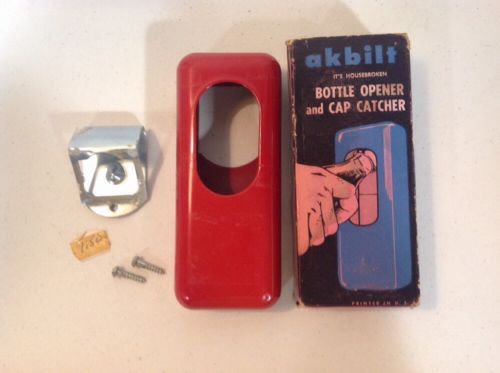 akbilt
IT'S HOUSEBROKEN
BOTTLE OPENER
and CAP CATCHER
PRINTED IN U. S.